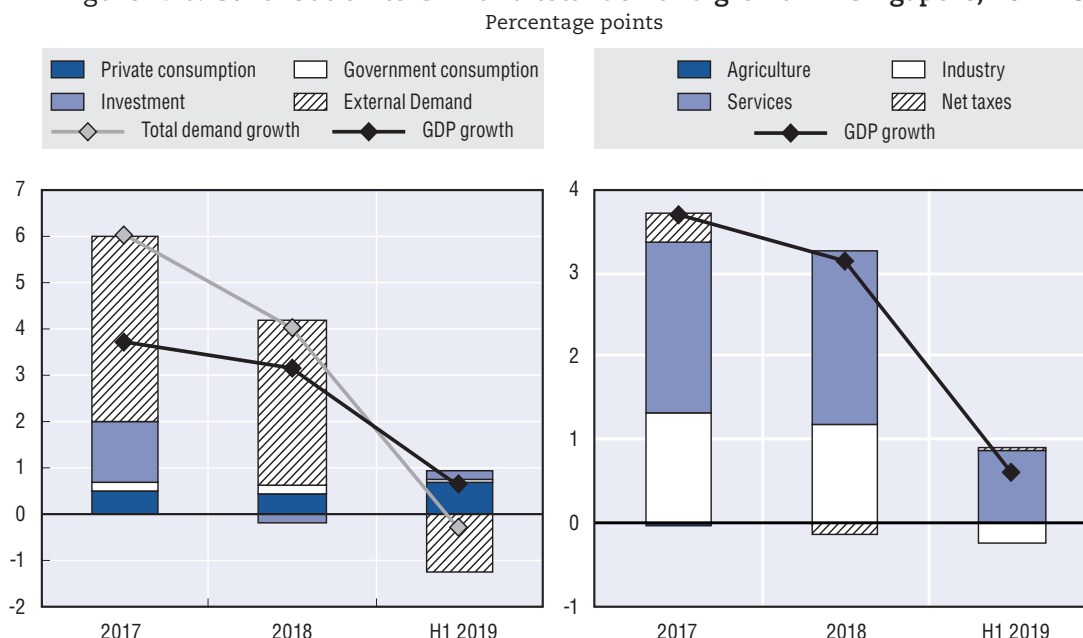 Percentage points
Private consumption
Government consumption
Investment
External Demand
Total demand growth
GDP growth
7
6
5
4
3
2
1
0
-1
-2
2017
2018
H1 2019
Agriculture
Industry
Services
Net taxes
GDP growth
4
3
2
1
0
-1
2017
2018
H1 2019